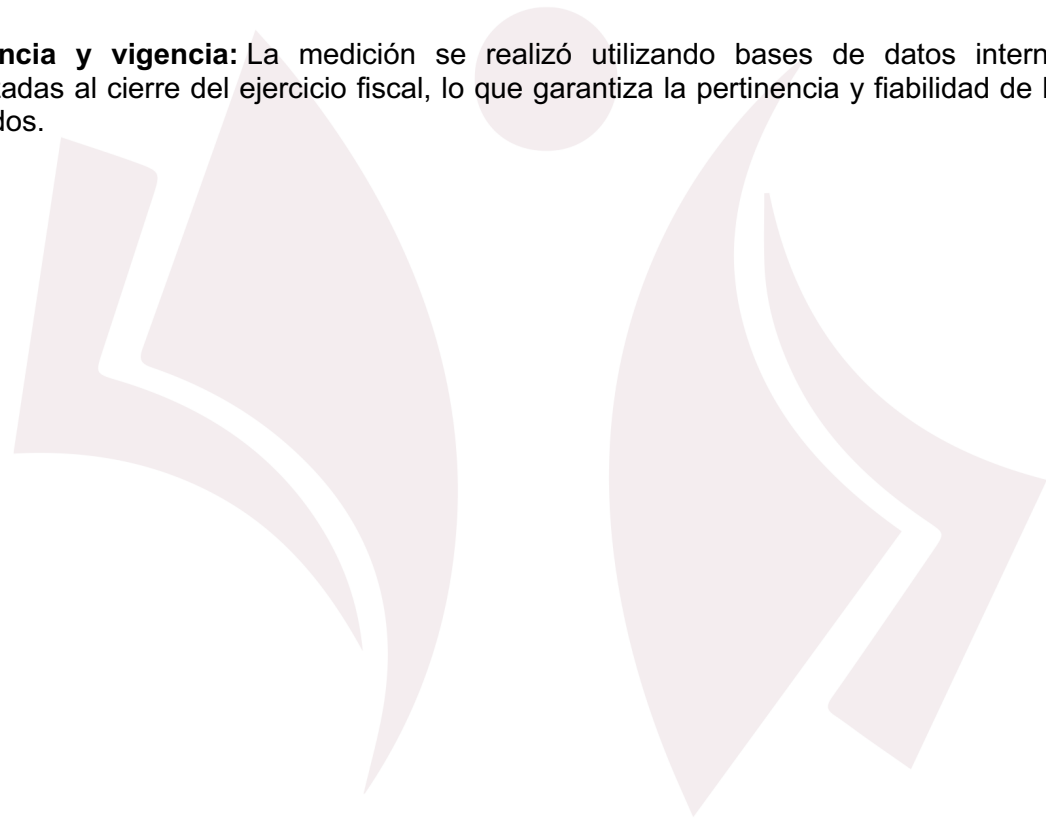 ncia y vigencia: La medición se realizó utilizando bases de datos intern
adas al cierre del ejercicio fiscal, lo que garantiza la pertinencia y fiabilidad de l
dos.